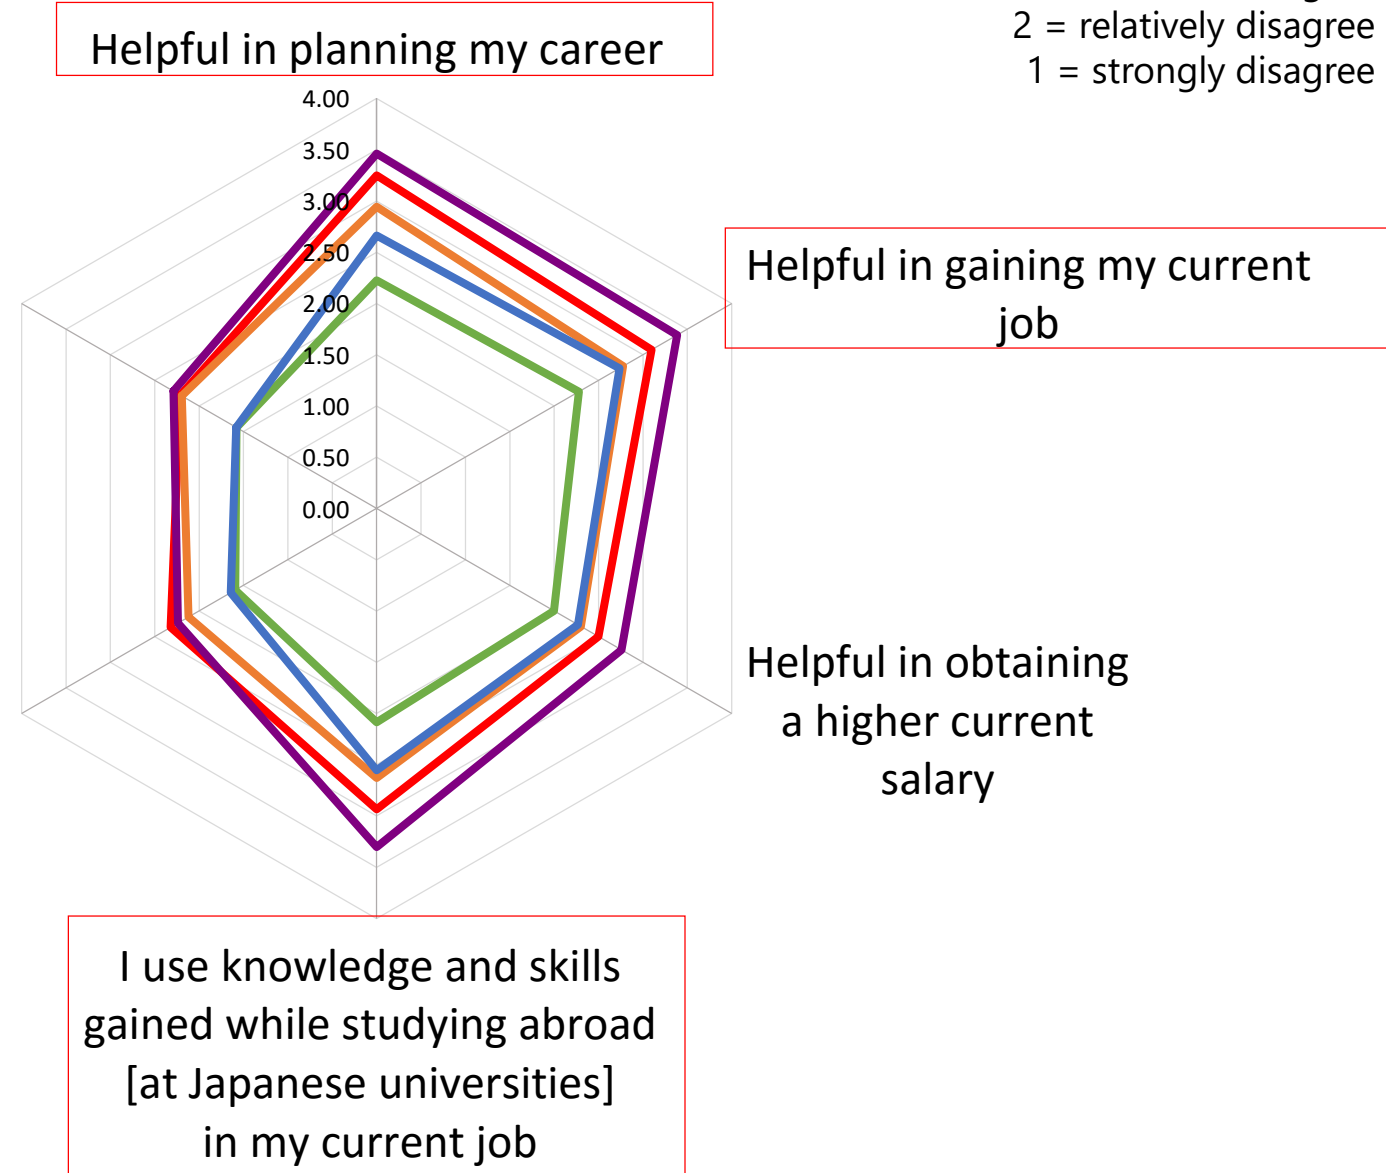 2 = relatively disagree
1 = strongly disagree
Helpful in planning my career
4.00
3.50
3.00
2.50
2.00
1.50
1.00
0.50
0.00
Helpful in gaining my current
job
Helpful in obtaining
a higher current
salary
I use knowledge and skills
gained while studying abroad
[at Japanese universities]
in my current job